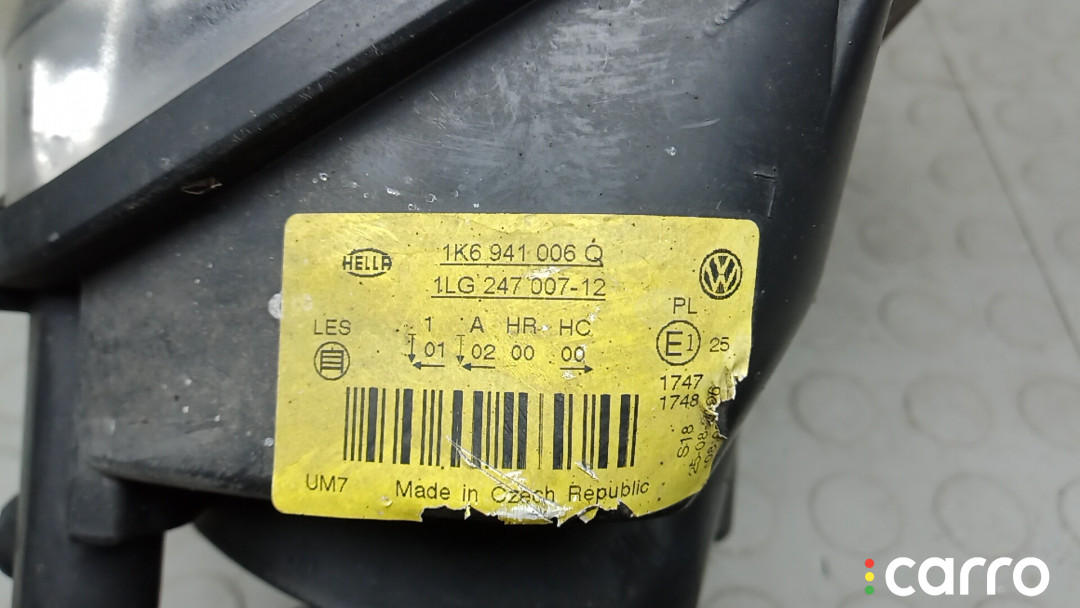 HELLA
1K6 941 006 Q
1LG 247 007-12
LES
1 A HR HC
01 02 00 00
PL
E1 25
1747
1748
S18
UM7
Made in Czech Republic
carro